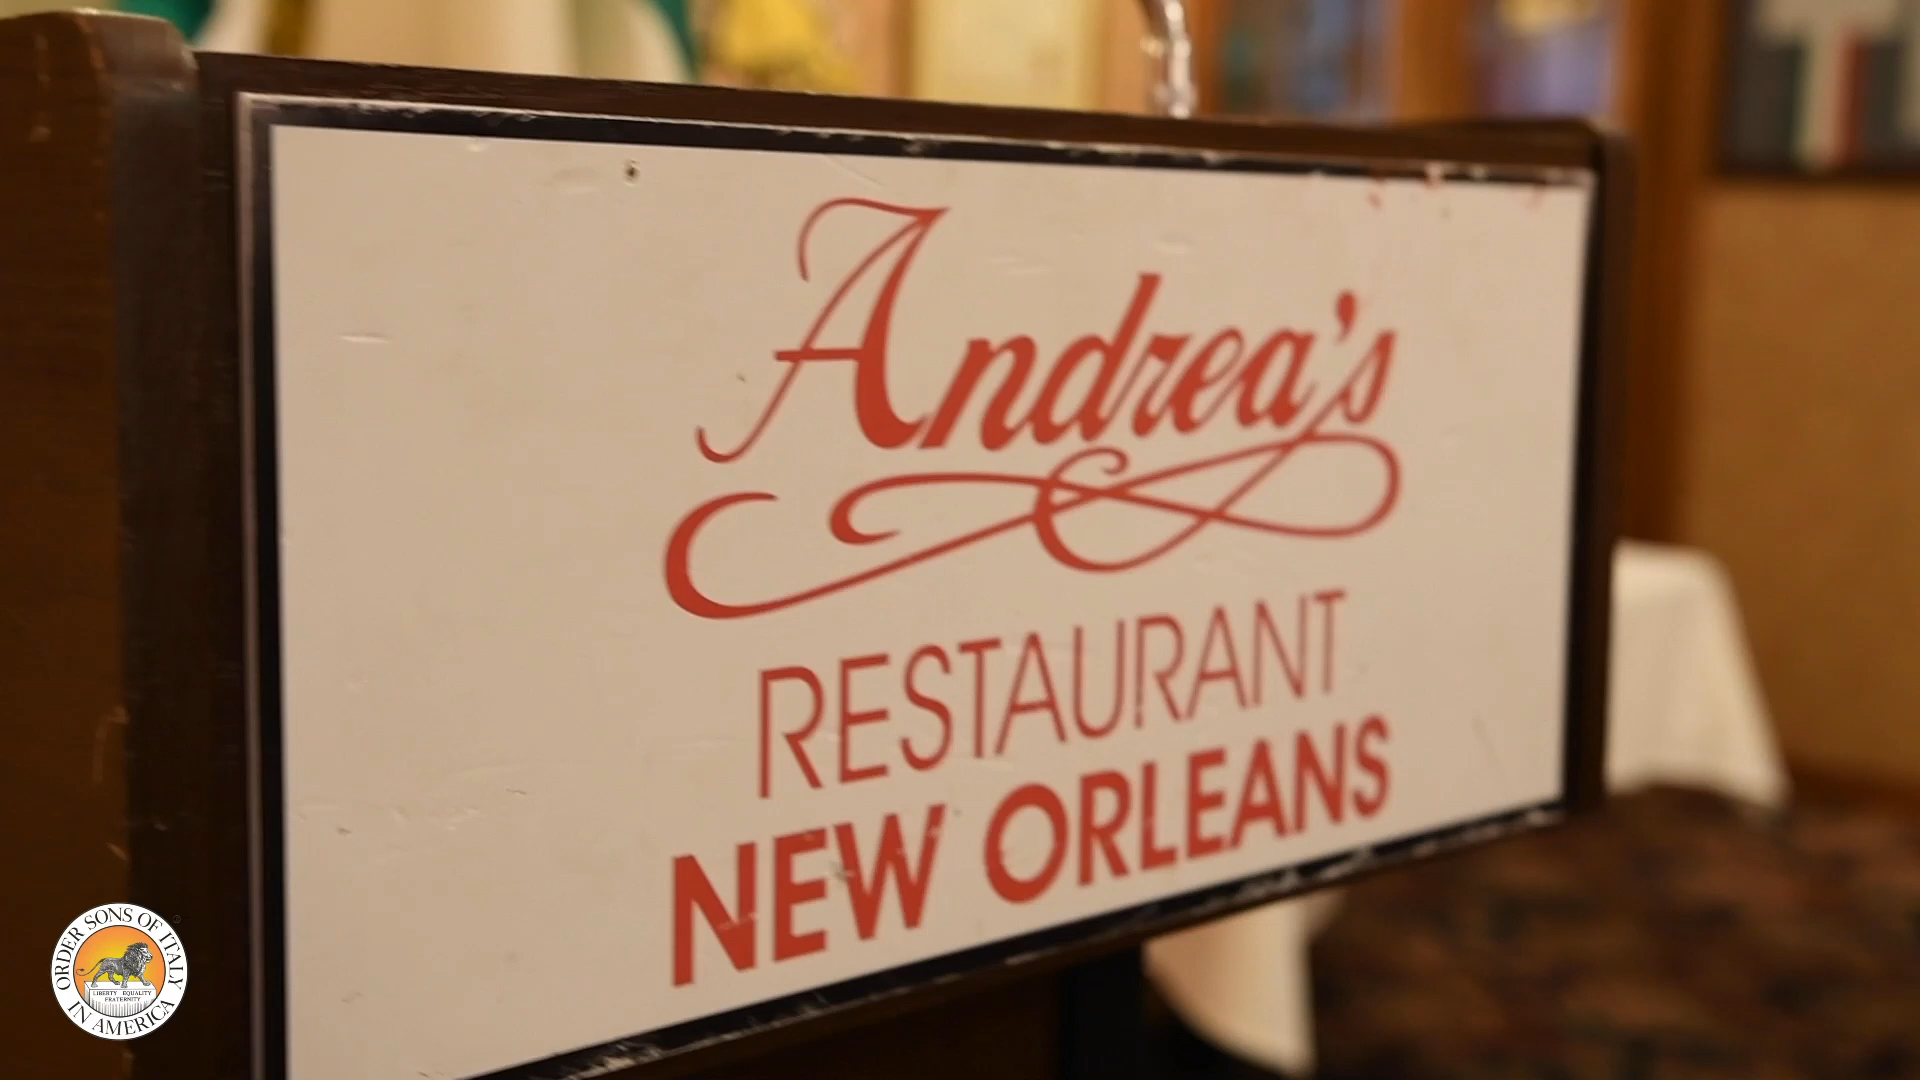 Andrea's
RESTAURANT
NEW ORLEANS
ORDER SONS OF ITALY
IN AMERICA
LIBERTY EQUALITY
FRATERNITY